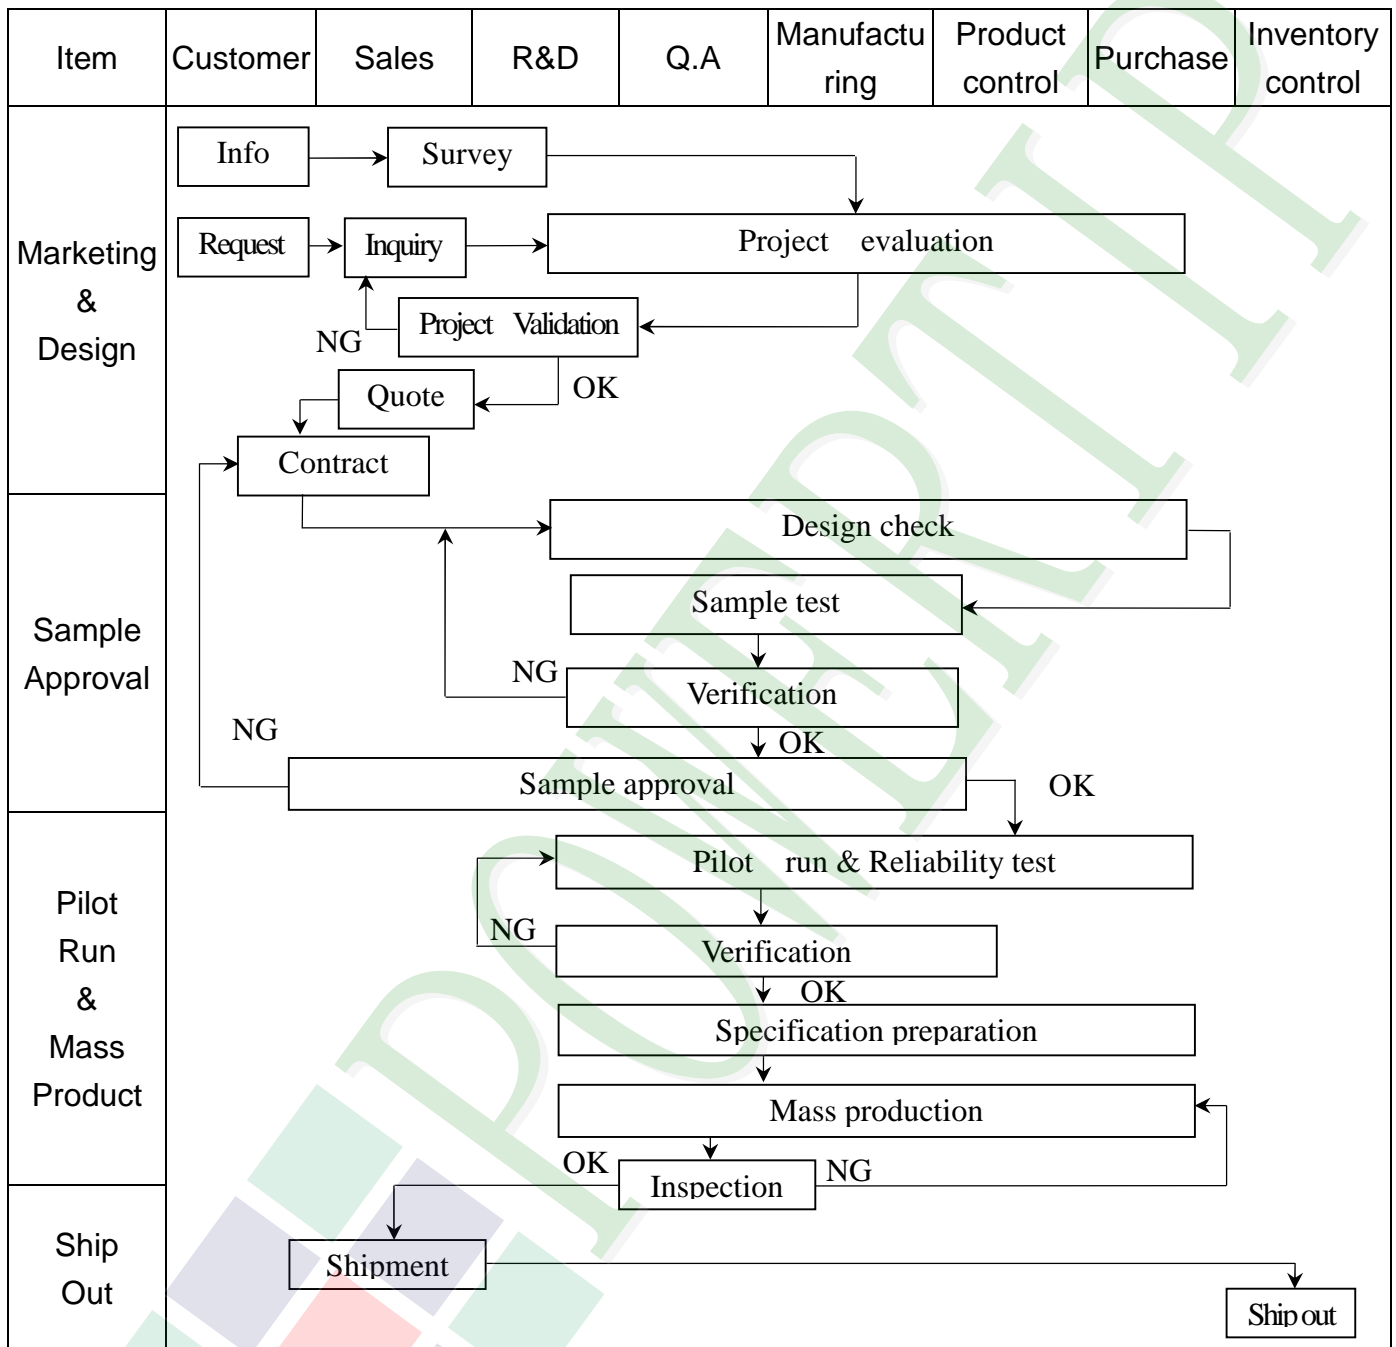 Item
Customer
Sales
R&D
Q.A
Manufactu
ring
Product
control
Purchase
Inventory
control
Marketing
&
Design
Info
Survey
Request
Inquiry
Project evaluation
Project Validation
NG
OK
Quote
Contract
Sample
Approval
Design check
Sample test
NG
Verification
NG
OK
Sample approval
OK
Pilot
Run
&
Mass
Product
Pilot run & Reliability test
NG
Verification
OK
Specification preparation
Mass production
OK
Inspection
NG
Ship
Out
Shipment
Ship out
POWERTIP